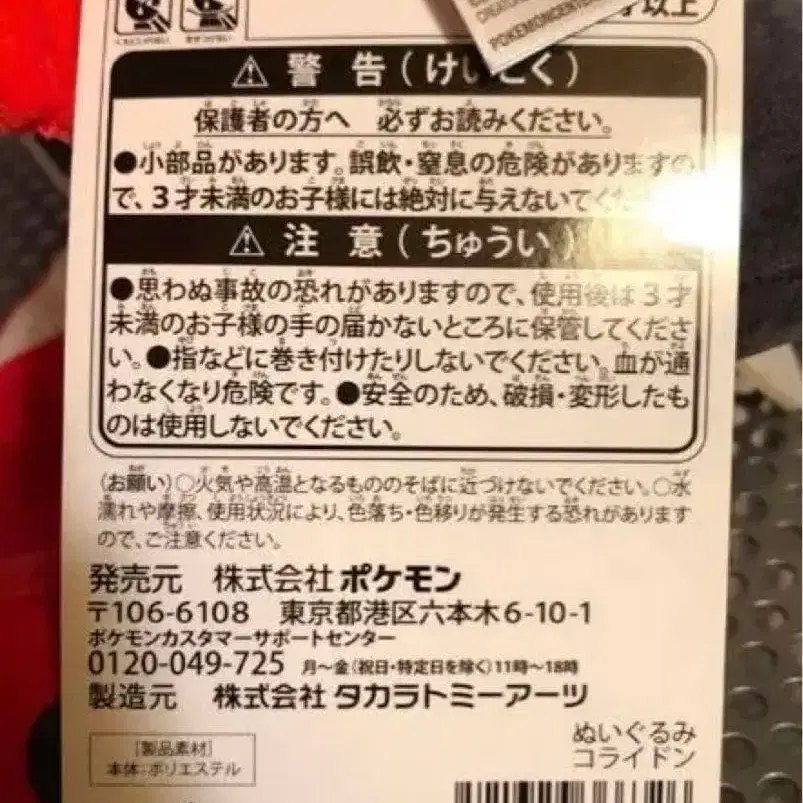 POKEMONCENTER
以上
⚠ 警告(けいこく)
保護者の方へ 必ずお読みください。
●小部品があります。誤飲・窒息の危険がありますの
で、3才未満のお子様には絶対に与えないでくだ
⚠ 注意(ちゅうい)
●思わぬ事故の恐れがありますので、使用後は3才
未満のお子様の手の届かないところに保管してくださ
い。●指などに巻き付けたりしないでください。血が通
わなくなり危険です。●安全のため、破損・変形したも
のは使用しないでください。
(お願い)○火気や高温となるもののそばに近づけないでください。○水
濡れや摩擦、使用状況により、色落ち・色移りが発生する恐れがあります
ので、ご注意ください。
発売元 株式会社ポケモン
〒106-6108 東京都港区六本木6-10-1
ポケモンカスタマーサポートセンター
0120-049-725 月～金(祝日・特定日を除く)11時～18時
製造元 株式会社タカラトミーアーツ
ぬいぐるみ
コライドン
[製品素材]
本体:ポリエステル